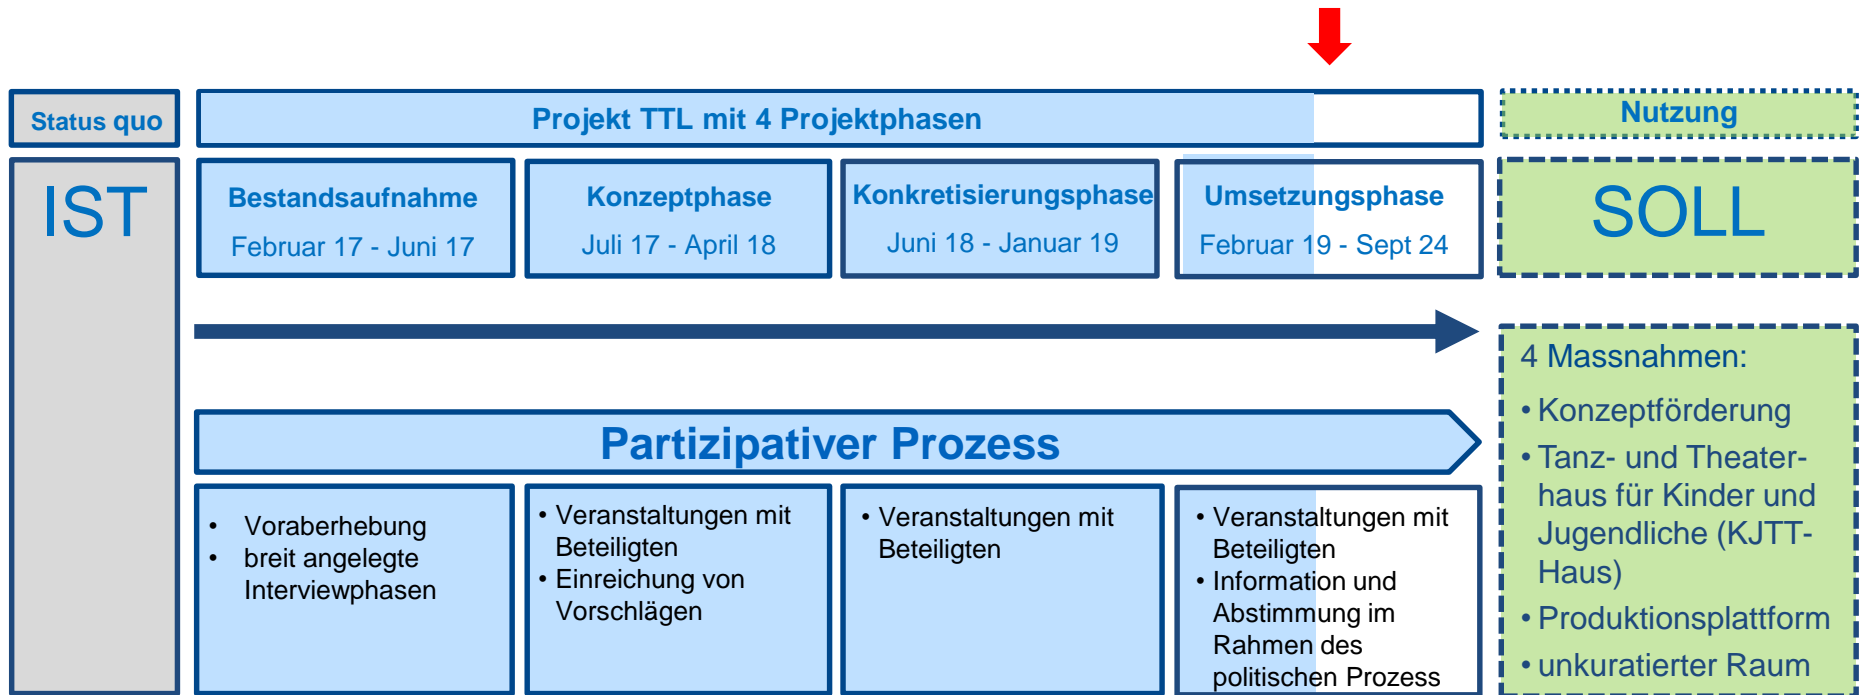 Status quo
Projekt TTL mit 4 Projektphasen
Nutzung
IST
Bestandsaufnahme
Februar 17 - Juni 17
Konzeptphase
Juli 17 - April 18
Konkretisierungsphase
Juni 18 - Januar 19
Umsetzungsphase
Februar 19 - Sept 24
SOLL
Partizipativer Prozess
• Voraberhebung
• breit angelegte
Interviewphasen
• Veranstaltungen mit
Beteiligten
• Einreichung von
Vorschlägen
• Veranstaltungen mit
Beteiligten
• Veranstaltungen mit
Beteiligten
• Information und
Abstimmung im
Rahmen des
politischen Prozess
4 Massnahmen:
• Konzeptförderung
• Tanz- und Theater-
haus für Kinder und
Jugendliche (KJTT-
Haus)
• Produktionsplattform
• unkuratierter Raum